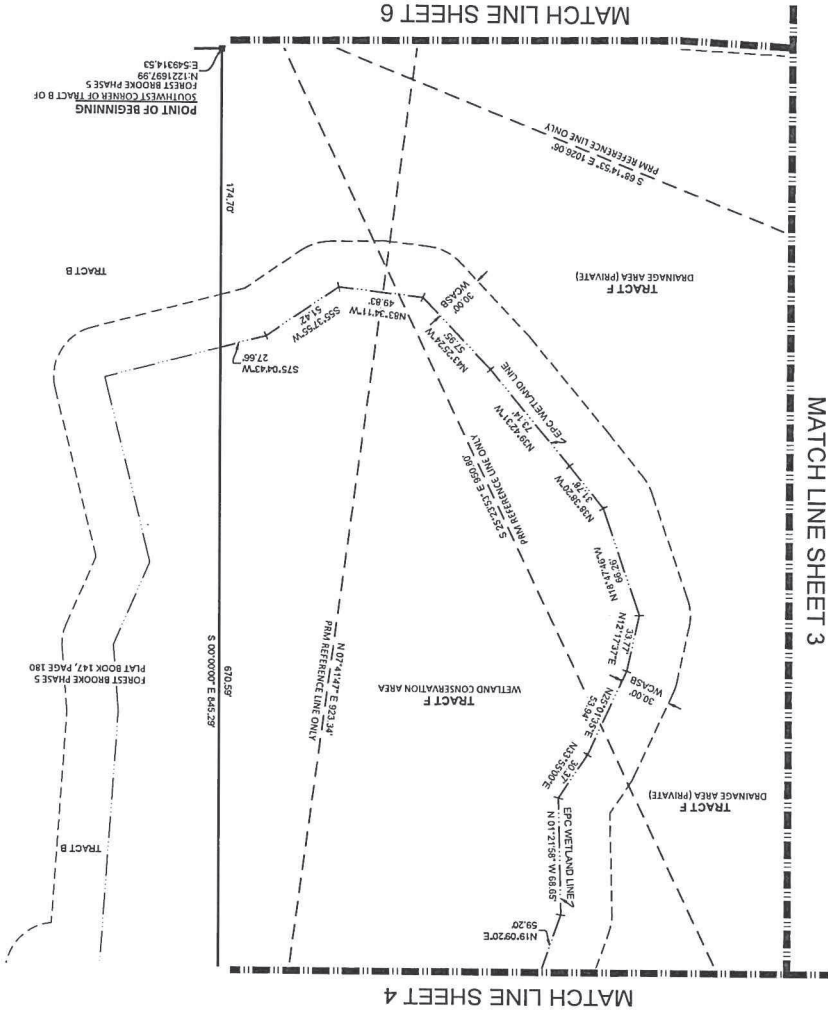 MATCH LINE SHEET 6
POINT OF BEGINNING
SOUTHWEST CORNER OF TRACT B OF
FOREST BROOKE PHASE 5
N:1221697.99
E:549314.53
174.70'
TRACT B
S 68°14'53" E 1026.06'
PRM REFERENCE LINE ONLY
TRACT F
DRAINAGE AREA (PRIVATE)
30.00'
WCASB
N83°34'11"W
49.83'
S55°37'55"W
51.42'
S75°04'43"W
27.66'
N43°25'24"W
57.95'
EPC WETLAND LINE
N39°42'31"W
73.14'
S 25°23'53" E 950.80'
PRM REFERENCE LINE ONLY
N38°38'20"W
31.78'
N18°47'46"W
66.26'
N12°17'37"E
33.77'
30.00'
WCASB
N25°01'35"E
53.94'
N33°55'00"E
30.37'
N 07°41'47" E 923.34'
PRM REFERENCE LINE ONLY
TRACT F
WETLAND CONSERVATION AREA
670.59'
S 00°00'00" E 845.29'
FOREST BROOKE PHASE 5
PLAT BOOK 147, PAGE 180
TRACT F
DRAINAGE AREA (PRIVATE)
EPC WETLAND LINE
N 01°21'58" W 68.65'
N19°09'20"E
59.20'
TRACT B
MATCH LINE SHEET 4
MATCH LINE SHEET 3